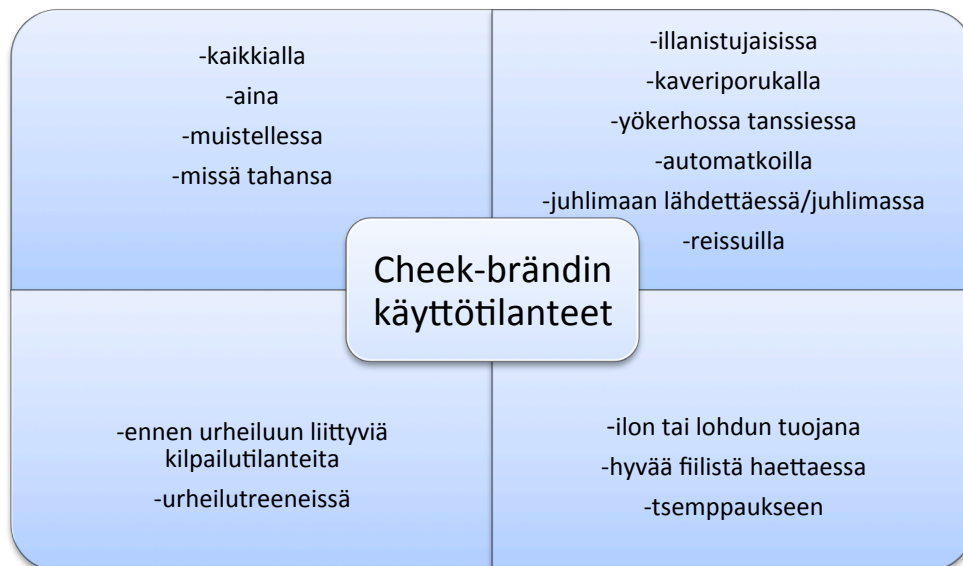 -kaikkialla
-aina
-muistellessa
-missä tahansa
-illanistujaisissa
-kaveriporukalla
-yökerhossa tanssiessa
-automatkoilla
-juhlimaan lähdettäessä/juhlimassa
-reissuilla
Cheek-brändin
käyttötilanteet
-ennen urheiluun liittyviä
kilpailutilanteita
-urheilutreeneissä
-ilon tai lohdun tuojana
-hyvää fiilistä haettaessa
-tsemppaukseen